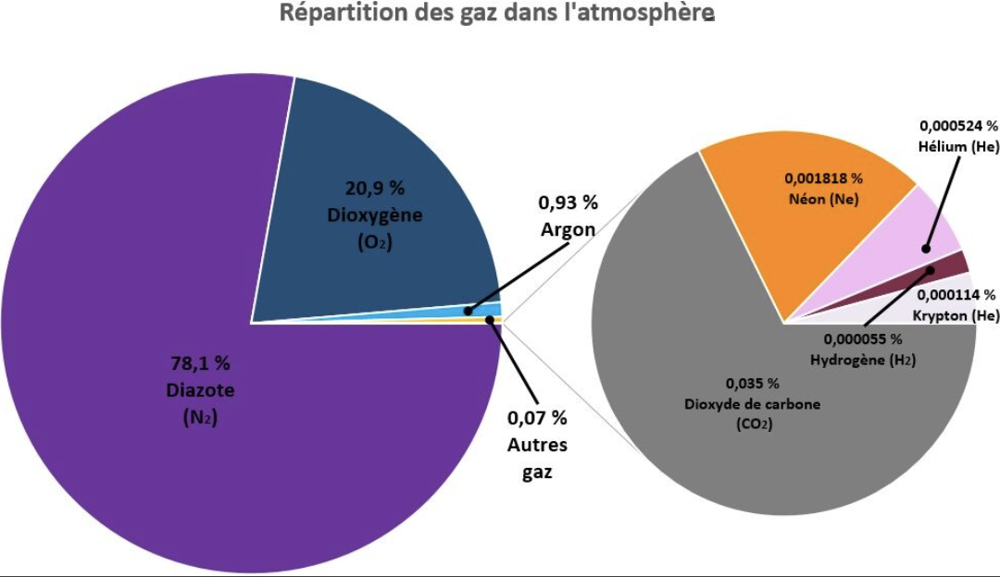 Répartition des gaz dans l'atmosphère
78,1 %
Diazote
(N2)
20,9 %
Dioxygène
(O2)
0,93 %
Argon
0,07 %
Autres
gaz
0,035 %
Dioxyde de carbone
(CO2)
0,001818 %
Néon (Ne)
0,000524 %
Hélium (He)
0,000114 %
Krypton (He)
0,000055 %
Hydrogène (H2)